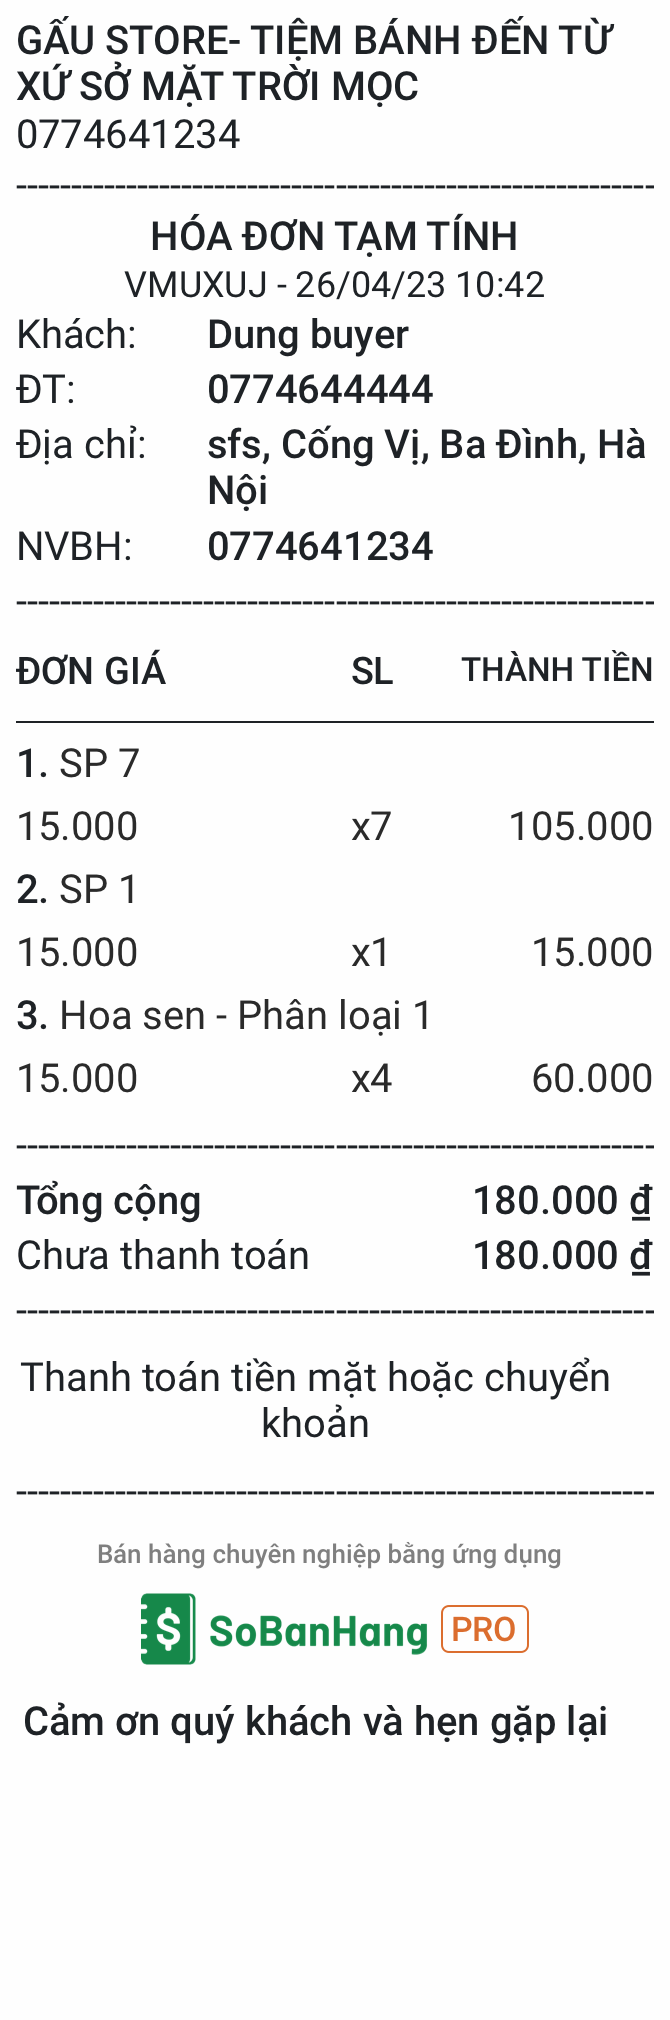 GẤU STORE- TIỆM BÁNH ĐẾN TỪ
XỨ SỞ MẶT TRỜI MỌC
0774641234
HÓA ĐƠN TẠM TÍNH
VMUXUJ - 26/04/23 10:42
Khách: Dung buyer
ĐT: 0774644444
Địa chỉ: sfs, Cống Vị, Ba Đình, Hà
Nội
NVBH: 0774641234
ĐƠN GIÁ SL THÀNH TIỀN
1. SP 7
15.000 x7 105.000
2. SP 1
15.000 x1 15.000
3. Hoa sen - Phân loại 1
15.000 x4 60.000
Tổng cộng 180.000 ₫
Chưa thanh toán 180.000 ₫
Thanh toán tiền mặt hoặc chuyển
khoản
Bán hàng chuyên nghiệp bằng ứng dụng
$ SoBanHang PRO
Cảm ơn quý khách và hẹn gặp lại